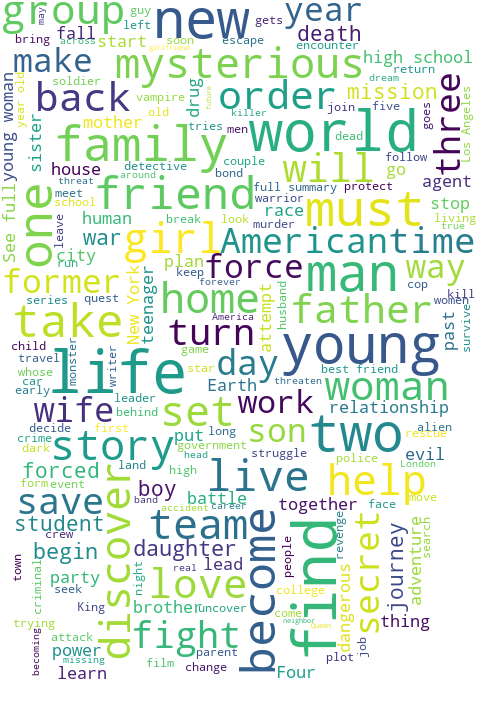 group
may
guy
new
gets
year
bring
fall
across
start
left
soon
girlfriend
escape
death
encounter
make
mysterious
high school
return
soldier
vampire
dream
year old
back
drug
order
mission
young woman
old
killer
join
five
goes
three
Los Angeles
mother
tries
men
world
dead
sister
family
detective
couple
follow
house
around
bond
will
go
agent
threat
meet
friend
full summary
protect
living
school
warrior
must
stop
true
See full
one
human
break
look
race
murder
leave
war
girl
American
time
city
run
plan
force
man
way
former
New York
teenager
keep
forever
home
attempt
husband
America
cop
kill
women
series
quest
father
past
survive
take
turn
child
game
young
travel
monster
writer
star
day
best friend
whose
life
threaten
car
early
leader
Earth
woman
wife
behind
set
work
relationship
decide
first
put
long
son
two
alien
crime
story
government
rescue
dark
head
struggle
police
evil
forced
land
high
live
London
form
event
discover
band
accident
career
help
move
save
boy
battle
together
face
student
team
become
find
secret
revenge
journey
adventure
search
crew
town
begin
daughter
lead
people
dangerous
thing
criminal
party
night
real
love
college
seek
King
brother
uncover
come
trying
neighbor
Queen
attack
fight
job
becoming
power
missing
parent
plot
film
change
Four
learn